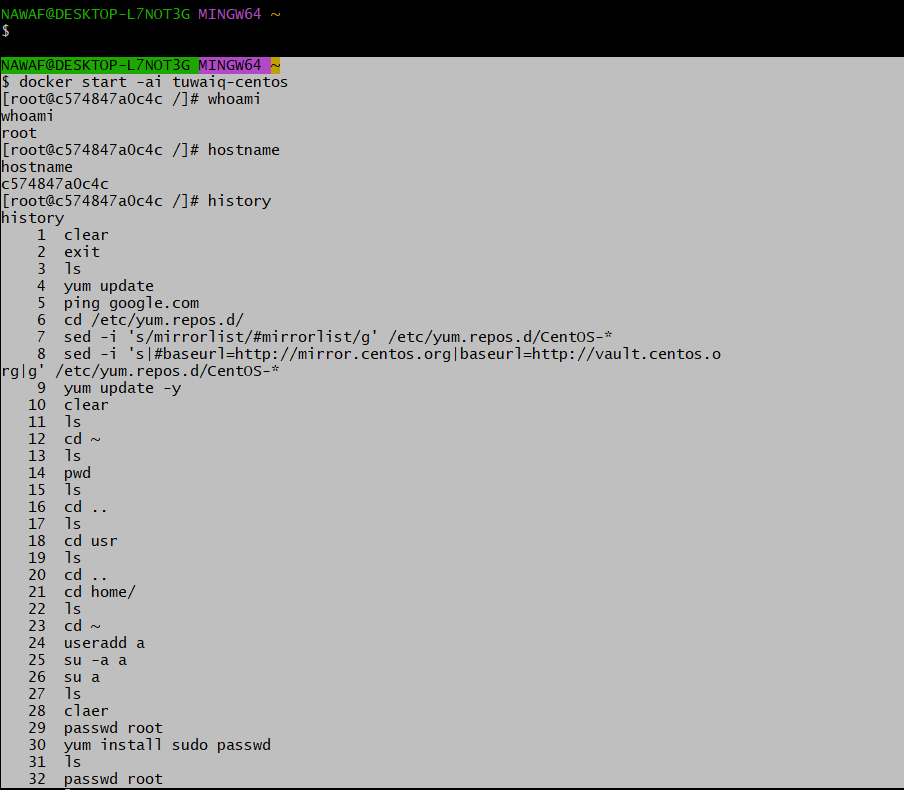 NAWAF@DESKTOP-L7NOT3G MINGW64 ~
$
NAWAF@DESKTOP-L7NOT3G MINGW64 ~
$ docker start -ai tuwaiq-centos
[root@c574847a0c4c /]# whoami
whoami
root
[root@c574847a0c4c /]# hostname
hostname
c574847a0c4c
[root@c574847a0c4c /]# history
history
    1  clear
    2  exit
    3  ls
    4  yum update
    5  ping google.com
    6  cd /etc/yum.repos.d/
    7  sed -i 's/mirrorlist/#mirrorlist/g' /etc/yum.repos.d/CentOS-*
    8  sed -i 's|#baseurl=http://mirror.centos.org|baseurl=http://vault.centos.o
rg|g' /etc/yum.repos.d/CentOS-*
    9  yum update -y
   10  clear
   11  ls
   12  cd ~
   13  ls
   14  pwd
   15  ls
   16  cd ..
   17  ls
   18  cd usr
   19  ls
   20  cd ..
   21  cd home/
   22  ls
   23  cd ~
   24  useradd a
   25  su -a a
   26  su a
   27  ls
   28  claer
   29  passwd root
   30  yum install sudo passwd
   31  ls
   32  passwd root